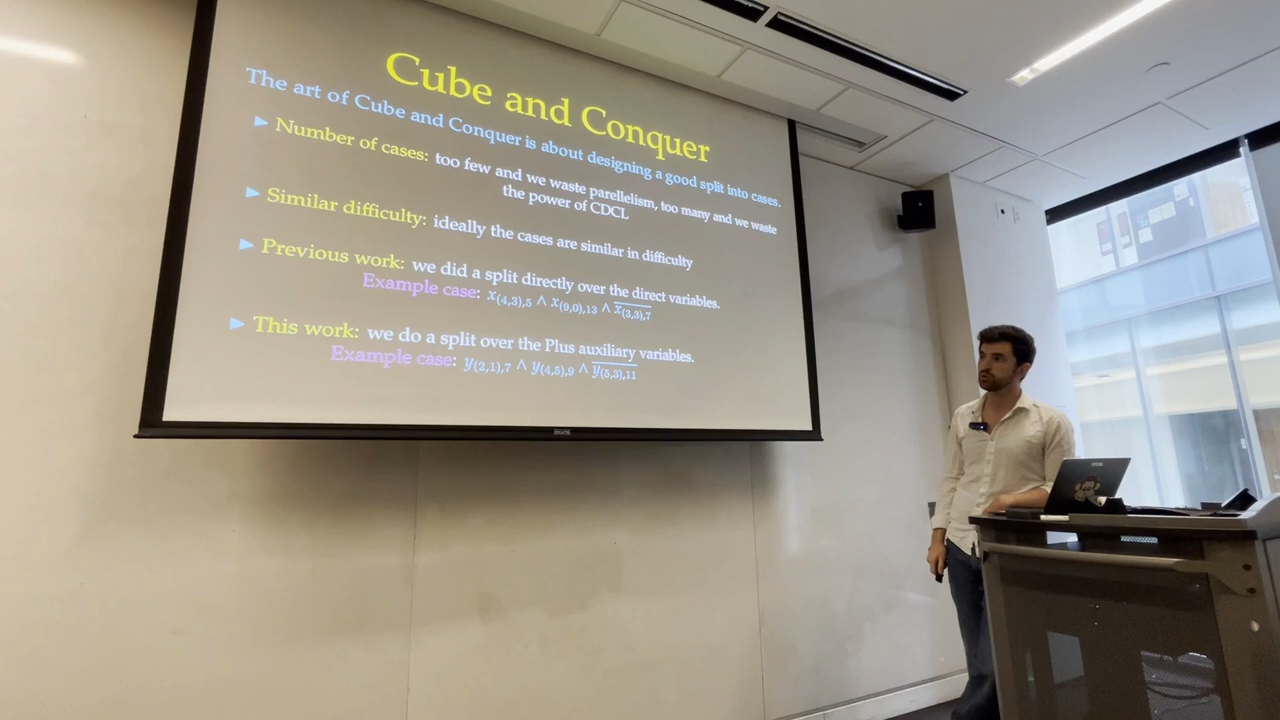 Cube and Conquer
The art of Cube and Conquer is about designing a good split into cases.
► Number of cases: too few and we waste parellelism, too many and we waste
the power of CDCL
► Similar difficulty: ideally the cases are similar in difficulty
► Previous work: we did a split directly over the direct variables.
Example case: x₍₄,₃₎,₅ ∧ x₍₉,₀₎,₁₃ ∧ x̅₍₃,₃₎,₇
► This work: we do a split over the Plus auxiliary variables.
Example case: y₍₂,₁₎,₇ ∧ y₍₄,₅₎,₉ ∧ y̅₍₅,₃₎,₁₁